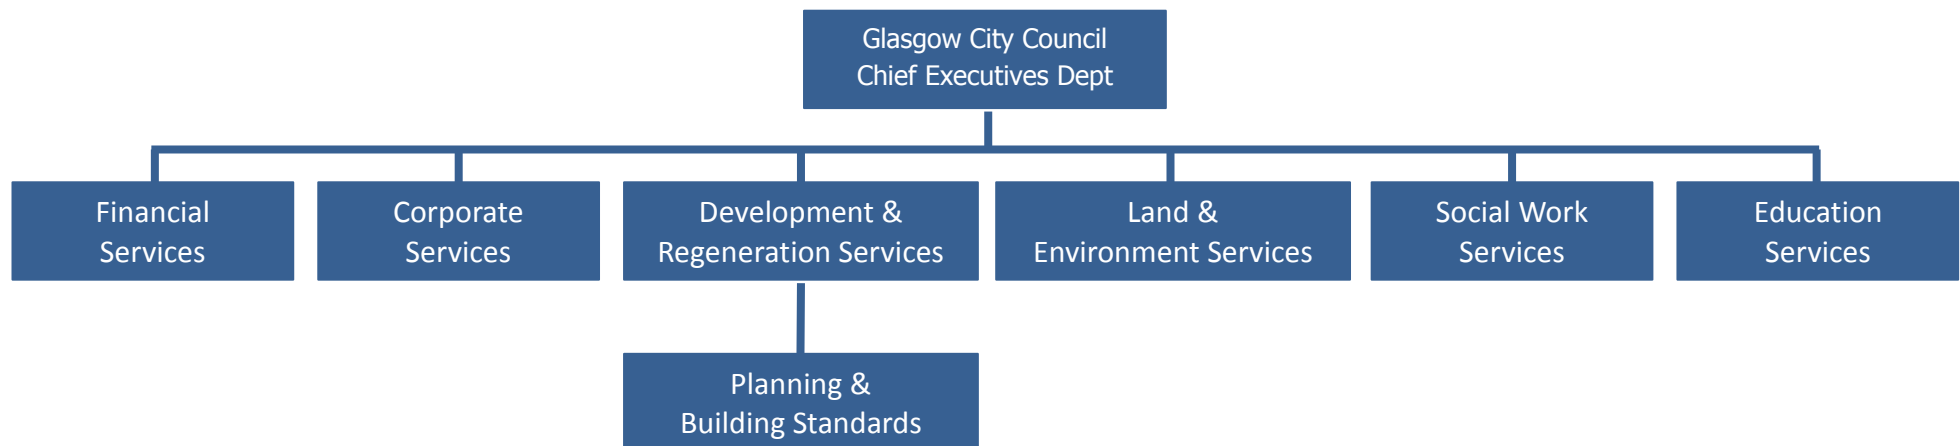 Glasgow City Council
Chief Executives Dept
Financial
Services
Corporate
Services
Development &
Regeneration Services
Land &
Environment Services
Social Work
Services
Education
Services
Planning &
Building Standards